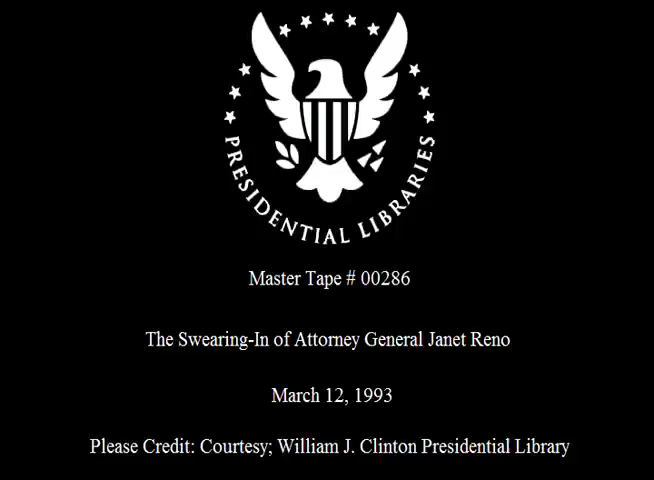 PRESIDENTIAL LIBRARIES
Master Tape # 00286
The Swearing-In of Attorney General Janet Reno
March 12, 1993
Please Credit: Courtesy; William J. Clinton Presidential Library